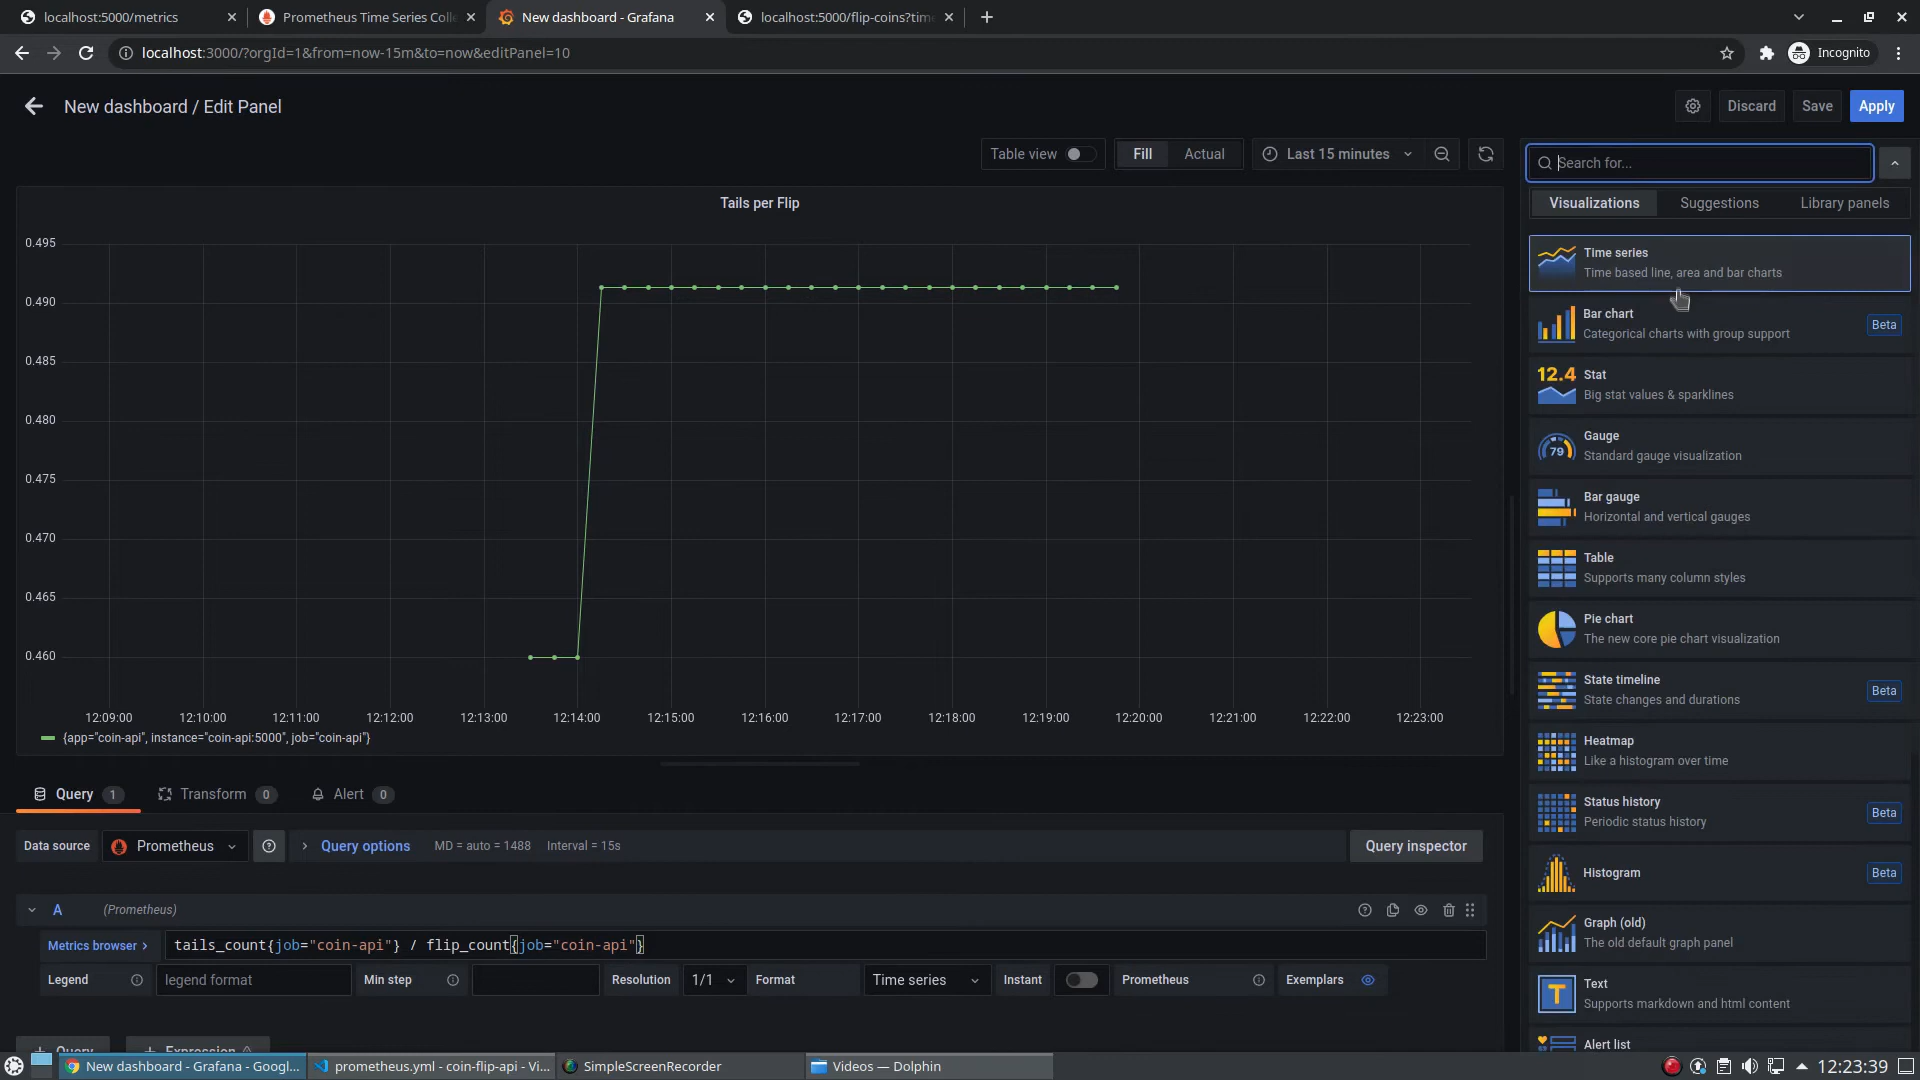 localhost:5000/metrics
Prometheus Time Series Coll
New dashboard - Grafana
localhost:5000/flip-coins?time
localhost:3000/?orgId=1&from=now-15m&to=now&editPanel=10
Incognito
New dashboard / Edit Panel
Discard
Save
Apply
Table view
Fill
Actual
Last 15 minutes
Search for...
Visualizations
Suggestions
Library panels
Tails per Flip
0.495
0.490
0.485
0.480
0.475
0.470
0.465
0.460
12:09:00
12:10:00
12:11:00
12:12:00
12:13:00
12:14:00
12:15:00
12:16:00
12:17:00
12:18:00
12:19:00
12:20:00
12:21:00
12:22:00
12:23:00
{app="coin-api", instance="coin-api:5000", job="coin-api"}
Time series
Time based line, area and bar charts
Bar chart
Categorical charts with group support
Beta
12.4
Stat
Big stat values & sparklines
79
Gauge
Standard gauge visualization
Bar gauge
Horizontal and vertical gauges
Table
Supports many column styles
Pie chart
The new core pie chart visualization
State timeline
State changes and durations
Beta
Heatmap
Like a histogram over time
Status history
Periodic status history
Beta
Histogram
Beta
Graph (old)
The old default graph panel
T
Text
Supports markdown and html content
Alert list
Query 1
Transform 0
Alert 0
Data source
Prometheus
Query options
MD = auto = 1488
Interval = 15s
Query inspector
A
(Prometheus)
Metrics browser
tails_count{job="coin-api"} / flip_count{job="coin-api"}
Legend
legend format
Min step
Resolution
1/1
Format
Time series
Instant
Prometheus
Exemplars
+ Query
+ Expression
New dashboard - Grafana - Googl...
prometheus.yml - coin-flip-api - Vi...
SimpleScreenRecorder
Videos — Dolphin
12:23:39